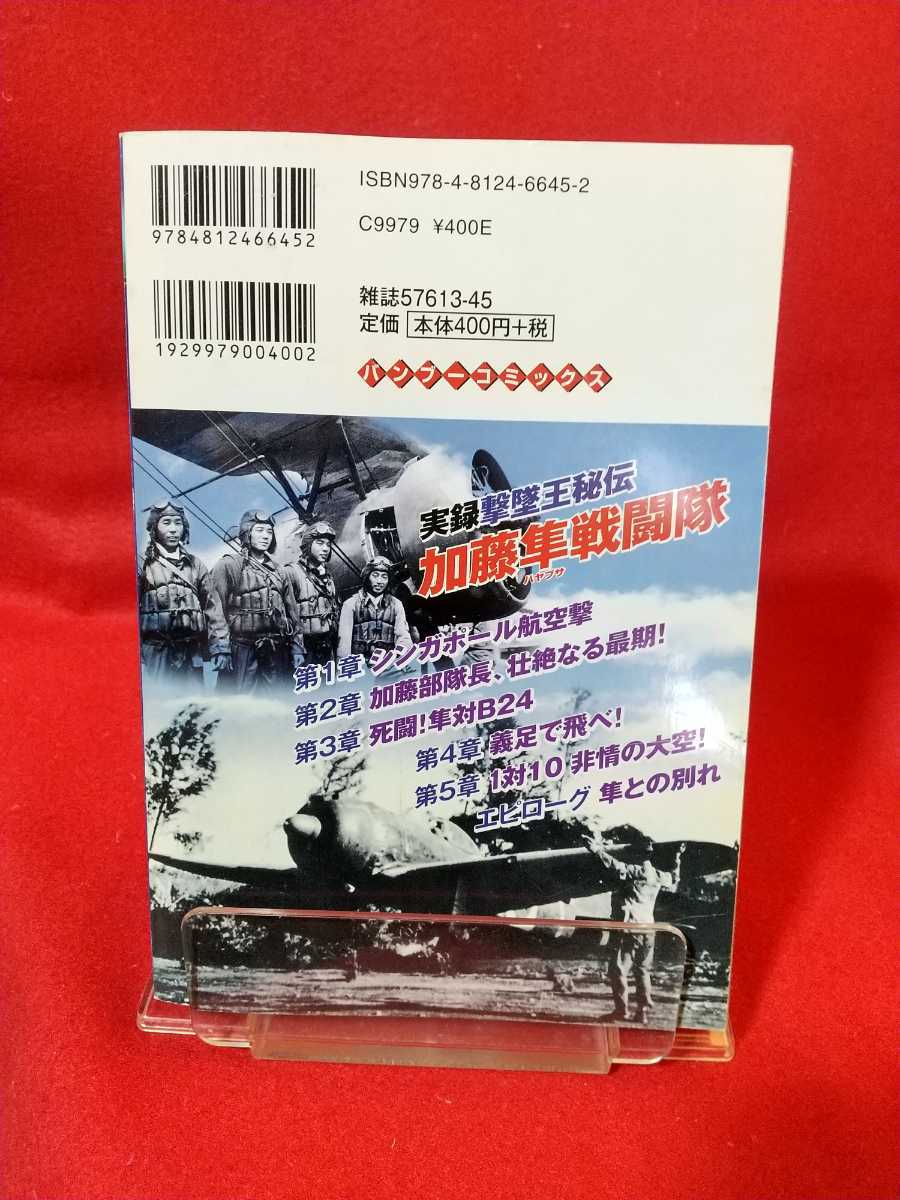 ISBN978-4-8124-6645-2
9784812466452
C9979 ¥400E
雑誌57613-45
定価 本体400円+税
1929979004002
バンブーコミックス
実録撃墜王秘伝
加藤隼戦闘隊
ハヤブサ
第1章 シンガポール航空撃
第2章 加藤部隊長、壮絶なる最期!
第3章 死闘!隼対B24
第4章 義足で飛べ!
第5章 1対10 非情の大空!
エピローグ 隼との別れ